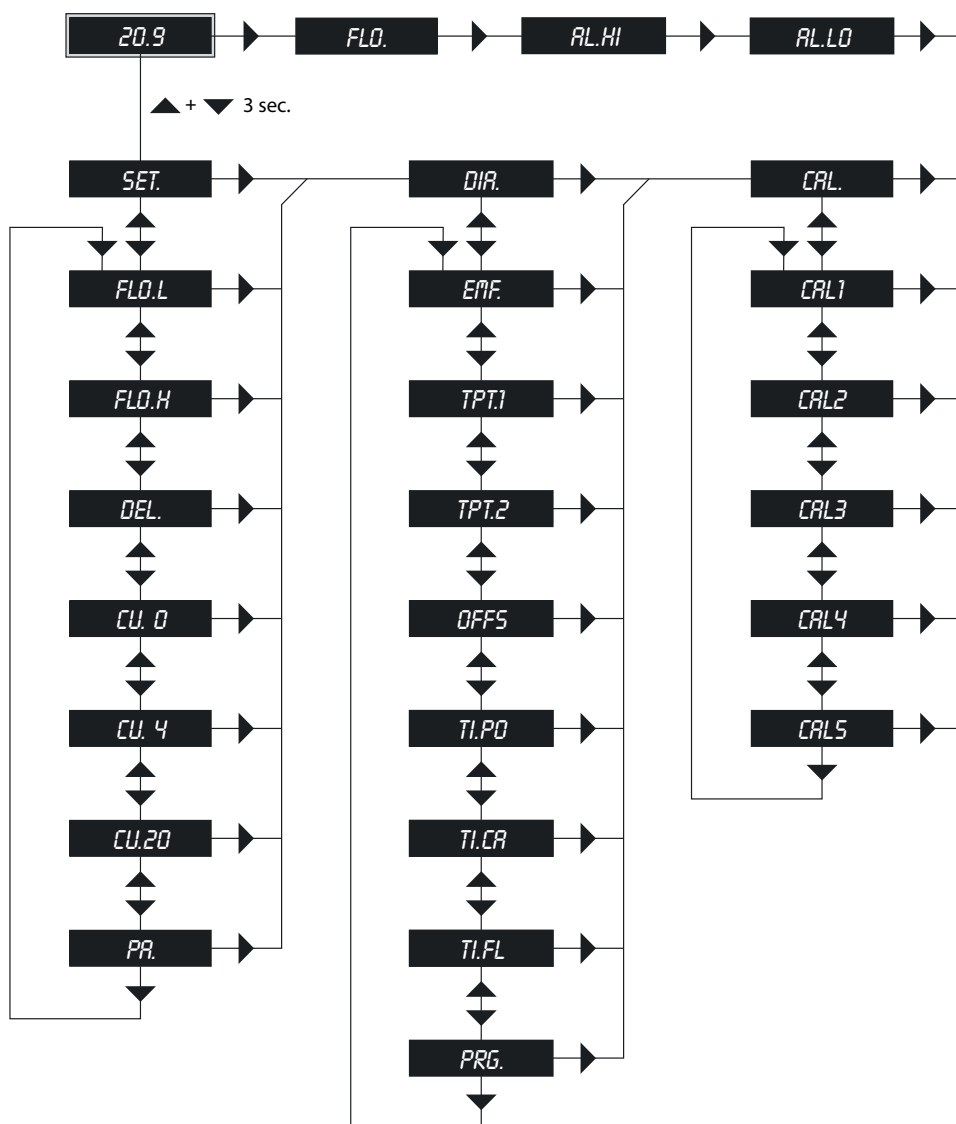 20.9 FLO. AL.HI AL.LO
+ 3 sec.
SET. DIA. CAL.
FLO.L EMF. CAL1
FLO.H TPT.1 CAL2
DEL. TPT.2 CAL3
CU. 0 OFFS CAL4
CU. 4 TI.PO CAL5
CU.20 TI.CA
PA. TI.FL
PRG.